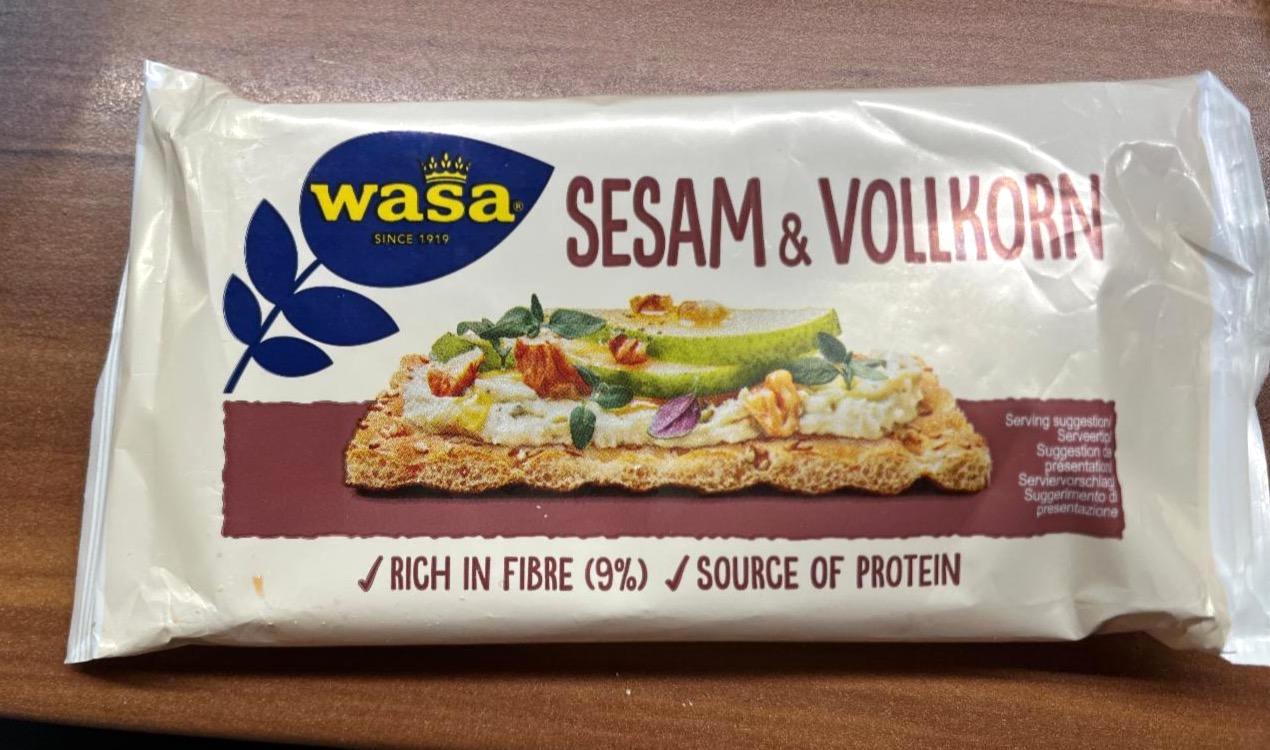 wasa®
SINCE 1919
SESAM & VOLLKORN
Serving suggestion/
Serveertip/
Suggestion de
présentation/
Serviervorschlag/
Suggerimento di
presentazione
✓ RICH IN FIBRE (9%) ✓ SOURCE OF PROTEIN